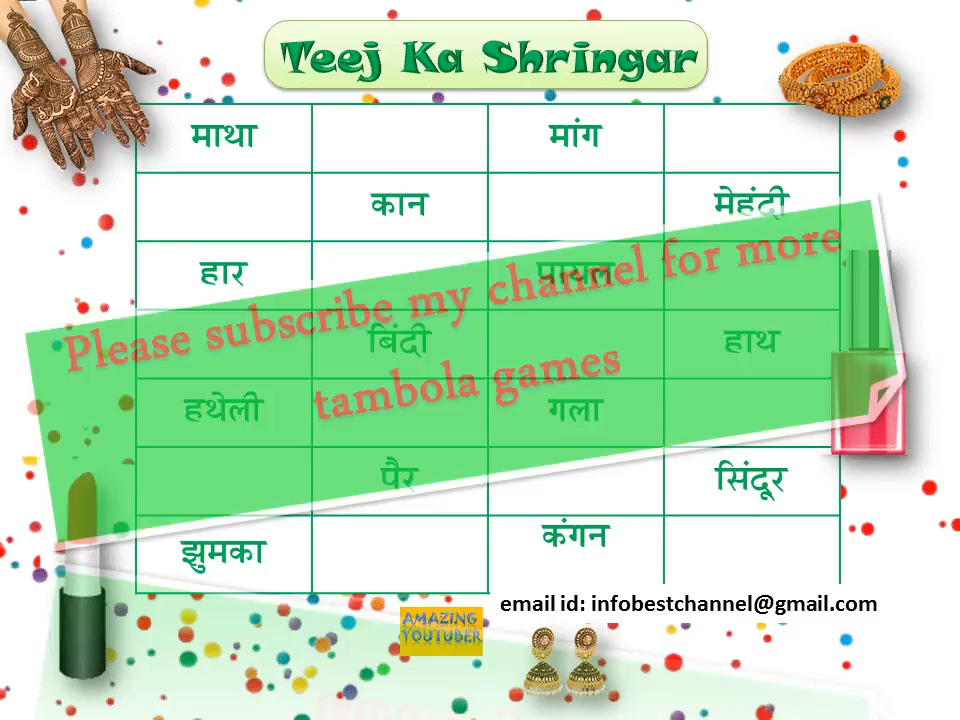 Teej Ka Shringar
माथा मांग
कान मेहंदी
हार पायल
बिंदी हाथ
हथेली गला
पैर सिंदूर
झुमका कंगन
Please subscribe my channel for more
tambola games
email id: infobestchannel@gmail.com
AMAZING
YOUTUBER